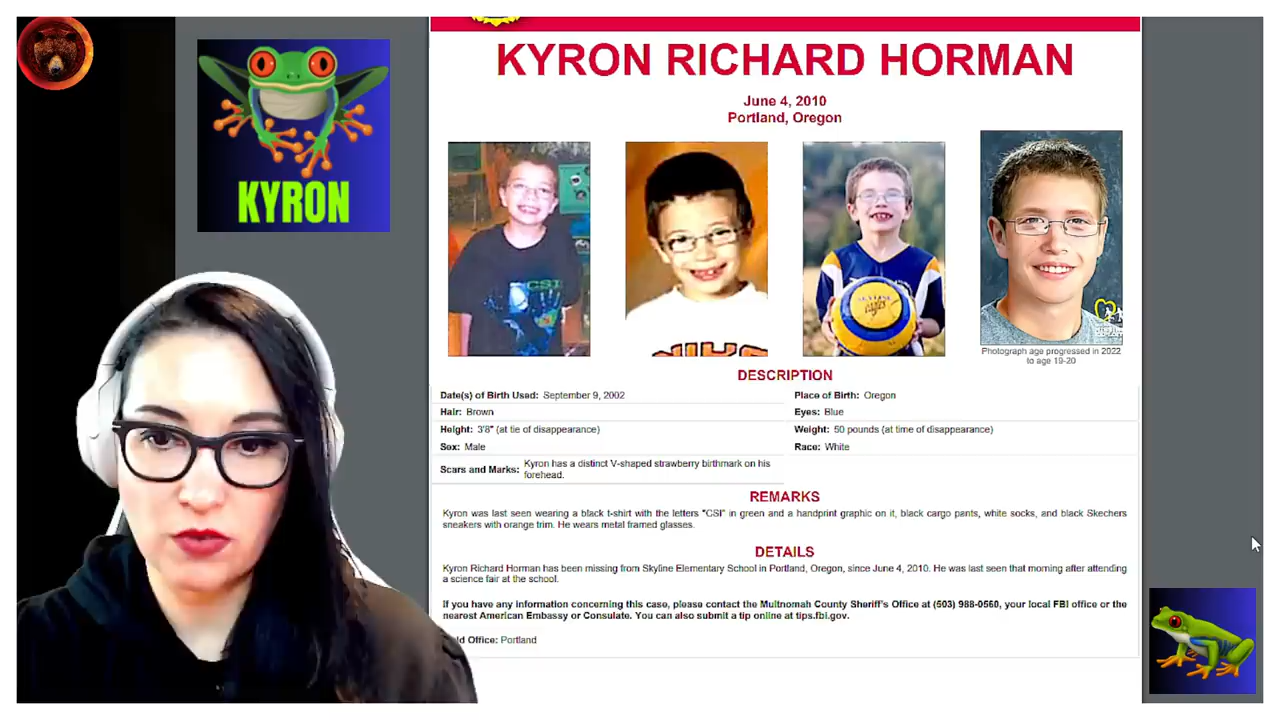 KYRON RICHARD HORMAN
June 4, 2010
Portland, Oregon
KYRON
CSI
Photograph age progressed in 2022
to age 19-20
DESCRIPTION
Date(s) of Birth Used: September 9, 2002
Place of Birth: Oregon
Hair: Brown
Eyes: Blue
Height: 3'8" (at tie of disappearance)
Weight: 50 pounds (at time of disappearance)
Sex: Male
Race: White
Scars and Marks: Kyron has a distinct V-shaped strawberry birthmark on his
forehead.
REMARKS
Kyron was last seen wearing a black t-shirt with the letters "CSI" in green and a handprint graphic on it, black cargo pants, white socks, and black Skechers
sneakers with orange trim. He wears metal framed glasses.
DETAILS
Kyron Richard Horman has been missing from Skyline Elementary School in Portland, Oregon, since June 4, 2010. He was last seen that morning after attending
a science fair at the school.
If you have any information concerning this case, please contact the Multnomah County Sheriff's Office at (503) 988-0560, your local FBI office or the
nearest American Embassy or Consulate. You can also submit a tip online at tips.fbi.gov.
ld Office: Portland